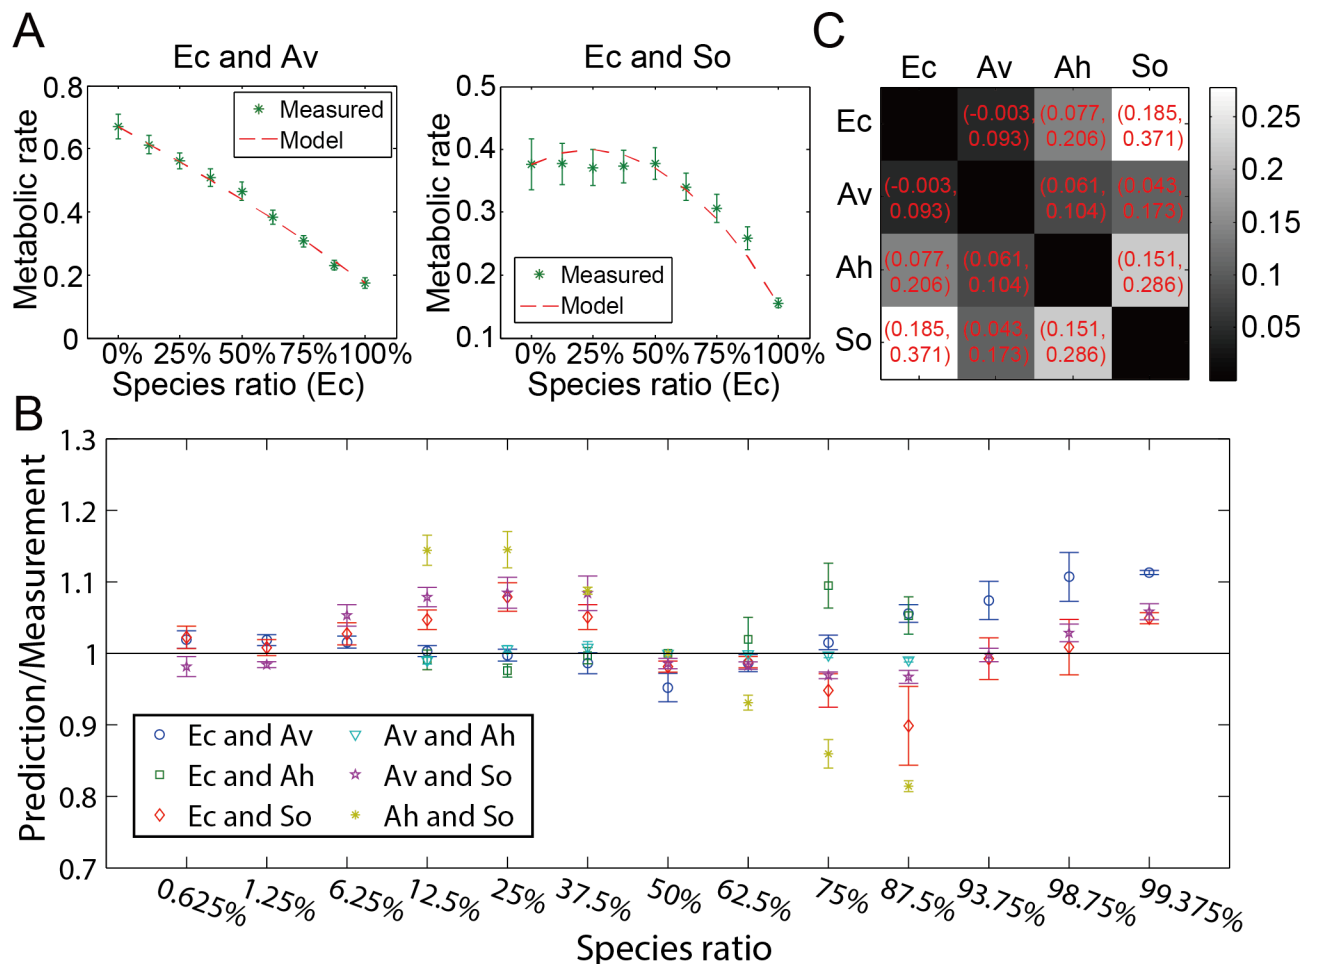 A
Ec and Av
Metabolic rate
0.8
0.6
0.4
0.2
0
Measured
Model
0% 25% 50% 75% 100%
Species ratio (Ec)
Ec and So
Metabolic rate
0.5
0.4
0.3
0.2
0.1
Measured
Model
0% 25% 50% 75% 100%
Species ratio (Ec)
C
Ec Av Ah So
Ec
(-0.003,
0.093)
(0.077,
0.206)
(0.185,
0.371)
Av
(-0.003,
0.093)
(0.061,
0.104)
(0.043,
0.173)
Ah
(0.077,
0.206)
(0.061,
0.104)
(0.151,
0.286)
So
(0.185,
0.371)
(0.043,
0.173)
(0.151,
0.286)
0.25
0.2
0.15
0.1
0.05
B
Prediction/Measurement
1.3
1.2
1.1
1
0.9
0.8
0.7
Ec and Av
Ec and Ah
Ec and So
Av and Ah
Av and So
Ah and So
0.625% 1.25% 6.25% 12.5% 25% 37.5% 50% 62.5% 75% 87.5% 93.75% 98.75% 99.375%
Species ratio